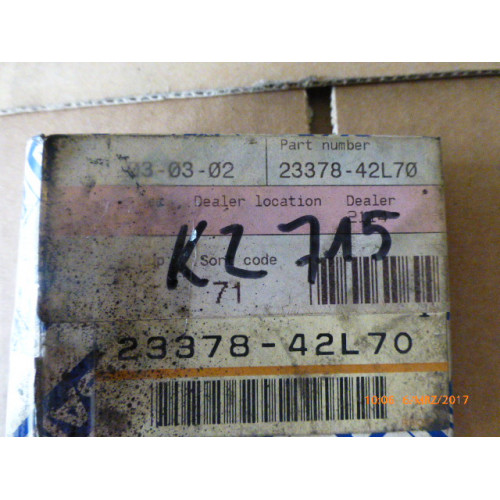 Part number
03-03-02 23378-42L70
Dealer location Dealer
KZ 715
Sort code
71
23378-42L70